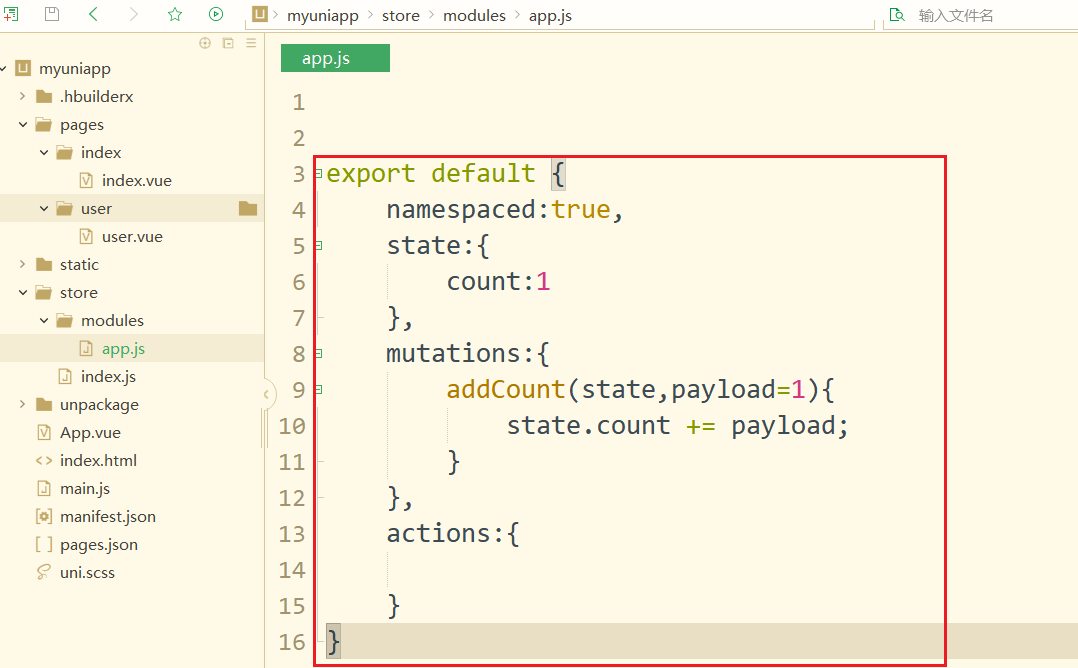 myuniapp > store > modules > app.js
输入文件名
myuniapp
.hbuilderx
pages
index
index.vue
user
user.vue
static
store
modules
app.js
index.js
unpackage
App.vue
index.html
main.js
manifest.json
pages.json
uni.scss
app.js
1
2
3 export default {
4     namespaced:true,
5     state:{
6         count:1
7     },
8     mutations:{
9         addCount(state,payload=1){
10             state.count += payload;
11         }
12     },
13     actions:{
14
15     }
16 }